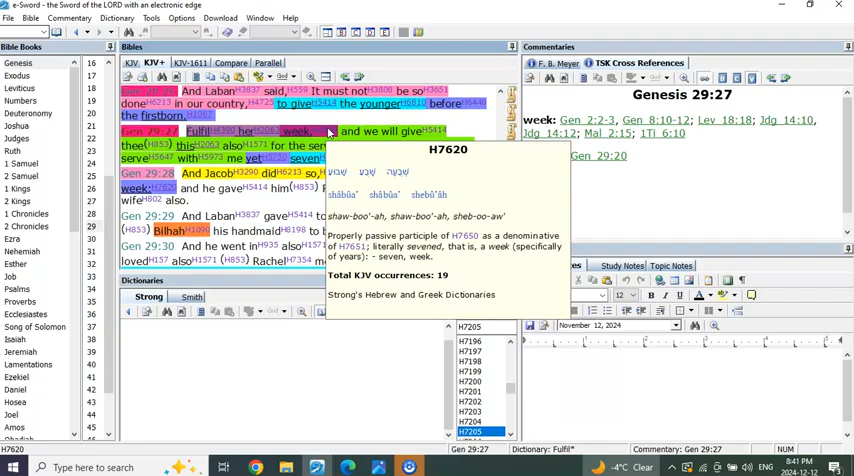 e-Sword - the Sword of the LORD with an electronic edge
File Bible Commentary Dictionary Tools Options Download Window Help
Bible Books
Genesis
Exodus
Leviticus
Numbers
Deuteronomy
Joshua
Judges
Ruth
1 Samuel
2 Samuel
1 Kings
2 Kings
1 Chronicles
2 Chronicles
Ezra
Nehemiah
Esther
Job
Psalms
Proverbs
Ecclesiastes
Song of Solomon
Isaiah
Jeremiah
Lamentations
Ezekiel
Daniel
Hosea
Joel
Amos
16
17
18
19
20
21
22
23
24
25
26
27
28
29
30
31
32
33
34
35
36
37
38
39
40
41
42
43
44
45
46
Bibles
KJV KJV+ KJV-1611 Compare Parallel
Gen 29:26 And Laban H3837 said, H559 It must not H3808 be so H3651
done H6213 in our country, H4725 to give H5414 the younger H6810 before H6440
the firstborn. H1067
Gen 29:27 Fulfil H4390 her H2063 week, and we will give H5414
thee(H853) this H2063 also H1571 for the ser
serve H5647 with H5973 me yet H5750 seven
Gen 29:28 And Jacob H3290 did H6213 so,
week: H7620 and he gave H5414 him(H853) R
wife H802 also.
Gen 29:29 And Laban H3837 gave H5414 to
(H853) Bilhah H1090 his handmaid H8198 to b
Gen 29:30 And he went in H935 also H1571
loved H157 also H1571 (H853) Rachel H7354 m
H7620
שָׁבֻעַ שָׁבֻעַ שְׁבֻעָה
shâbûa‛ shâbûa‛ shebû‛âh
shaw-boo'-ah, shaw-boo'-ah, sheb-oo-aw'
Properly passive participle of H7650 as a denominative
of H7651; literally sevened, that is, a week (specifically
of years): - seven, week.
Total KJV occurrences: 19
Strong's Hebrew and Greek Dictionaries
Dictionaries
Strong Smith
H7205
H7196
H7197
H7198
H7199
H7200
H7201
H7202
H7203
H7204
H7205
Commentaries
F. B. Meyer TSK Cross References
Genesis 29:27
week: Gen 2:2-3, Gen 8:10-12, Lev 18:18, Jdg 14:10,
Jdg 14:12, Mal 2:15, 1Ti 6:10
Gen 29:20
Study Notes Topic Notes
12 B I U A
November 12, 2024
1 2 3 4 5
H7620
Gen 29:27 Dictionary: Fulfil* Commentary: Gen 29:27 NUM
Type here to search
-4°C Clear
ENG
8:41 PM
2024-12-12